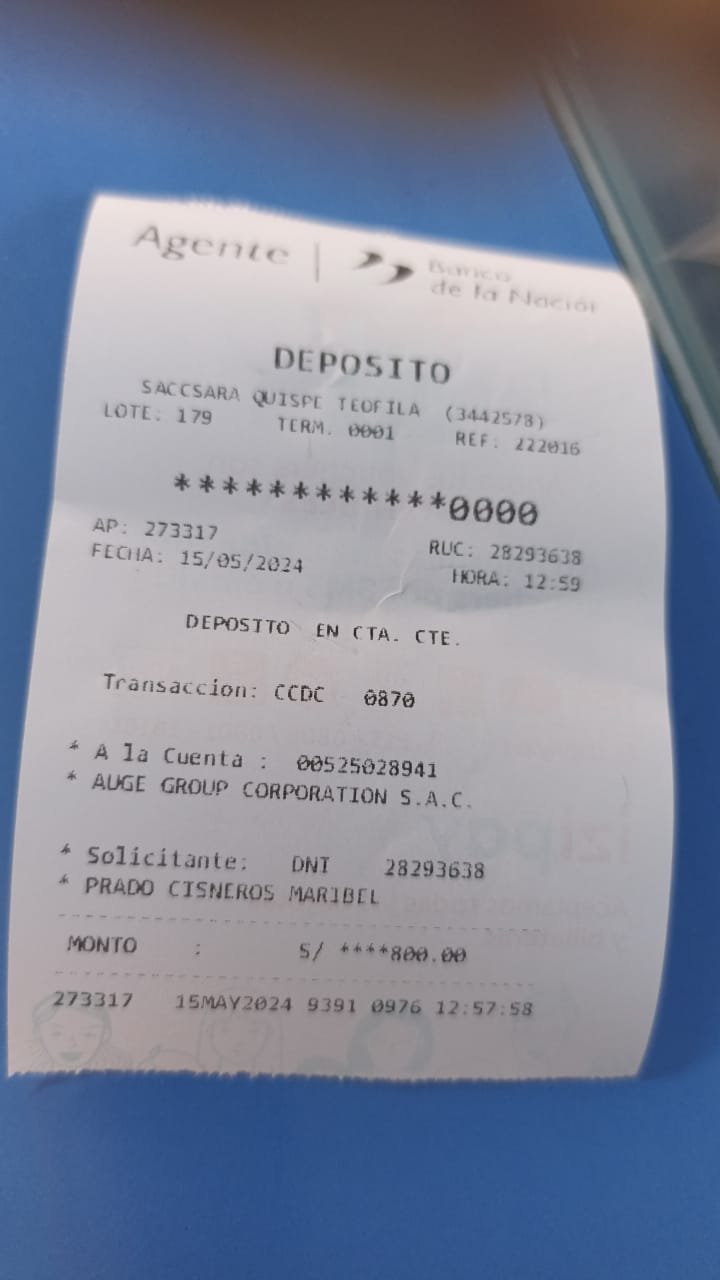 Agente | Banco
de la Nación
DEPOSITO
SACCSARA QUISPE TEOFILA (3442578)
LOTE: 179 TERM. 0001 REF: 222016
************0000
AP: 273317 RUC: 28293638
FECHA: 15/05/2024 HORA: 12:59
DEPOSITO EN CTA. CTE.
Transaccion: CCDC 0870
* A la Cuenta : 00525028941
* AUGE GROUP CORPORATION S.A.C.
* Solicitante: DNI 28293638
* PRADO CISNEROS MARIBEL
MONTO : S/ ****800.00
273317 15MAY2024 9391 0976 12:57:58